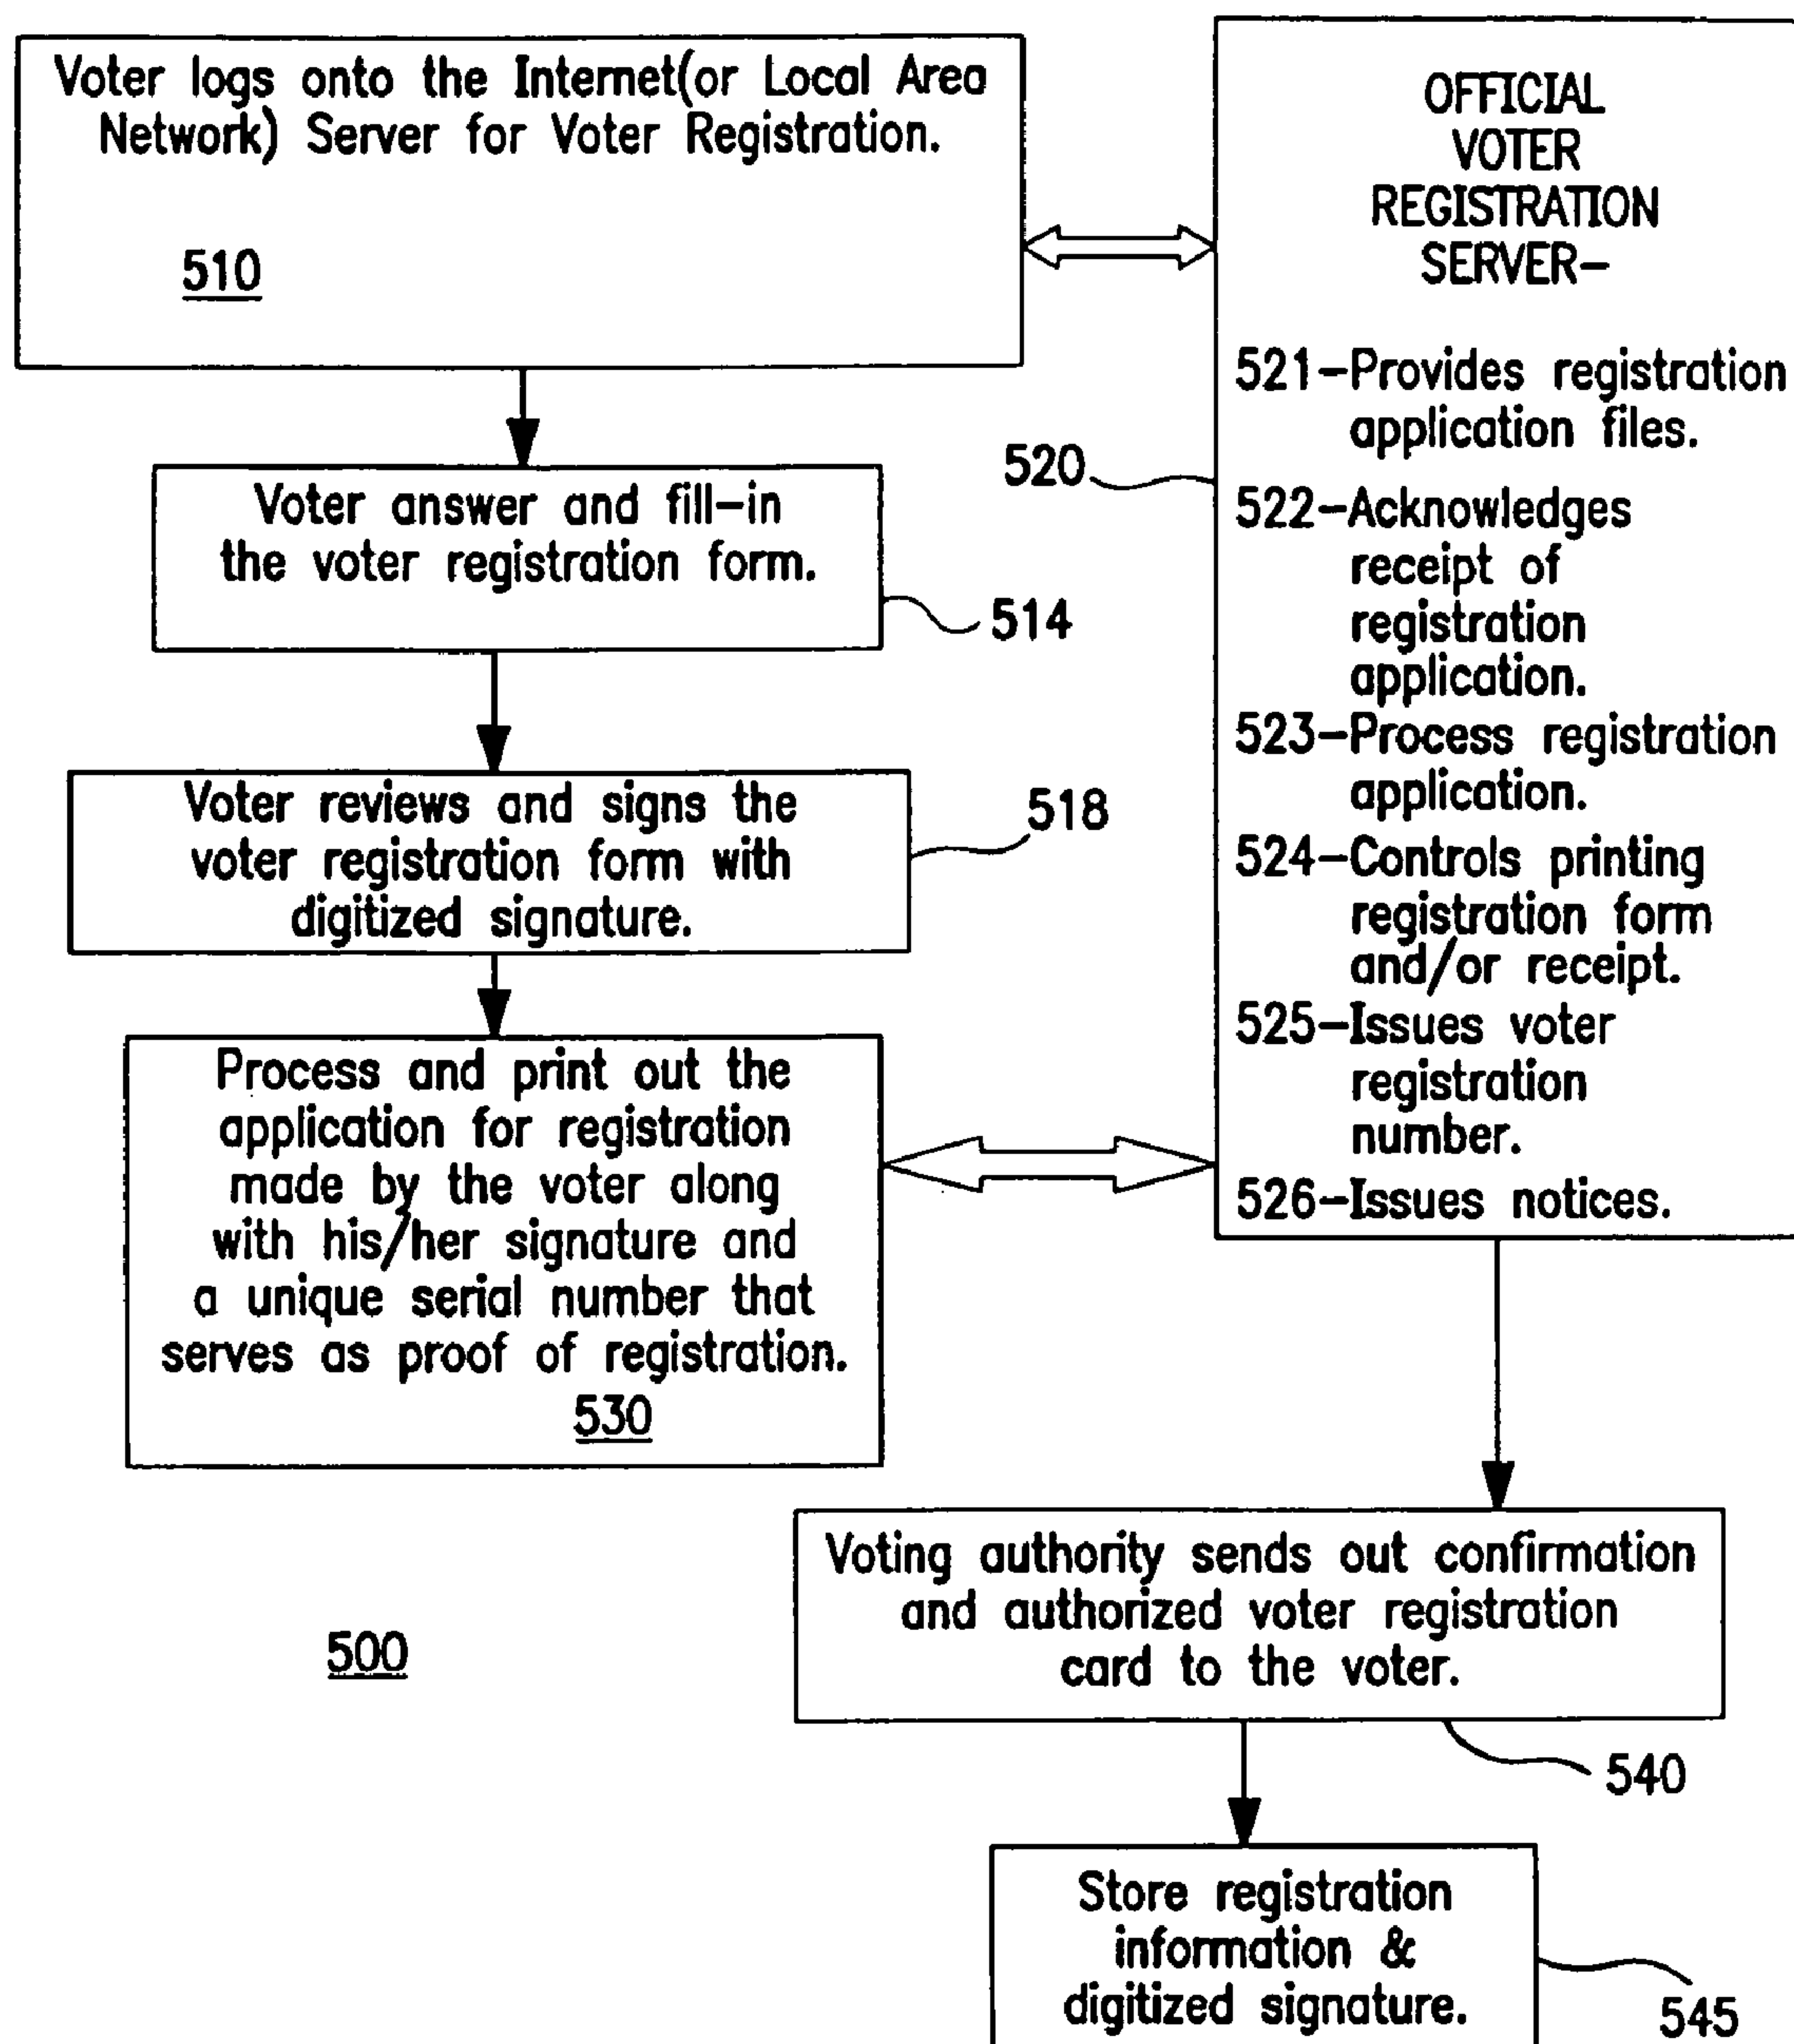 Voter logs onto the Internet(or Local Area
Network) Server for Voter Registration.
510
Voter answer and fill-in
the voter registration form.
514
Voter reviews and signs the
voter registration form with
digitized signature.
518
Process and print out the
application for registration
made by the voter along
with his/her signature and
a unique serial number that
serves as proof of registration.
530
OFFICIAL
VOTER
REGISTRATION
SERVER-
521-Provides registration
application files.
520
522-Acknowledges
receipt of
registration
application.
523-Process registration
application.
524-Controls printing
registration form
and/or receipt.
525-Issues voter
registration
number.
526-Issues notices.
500
Voting authority sends out confirmation
and authorized voter registration
card to the voter.
540
Store registration
information &
digitized signature.
545